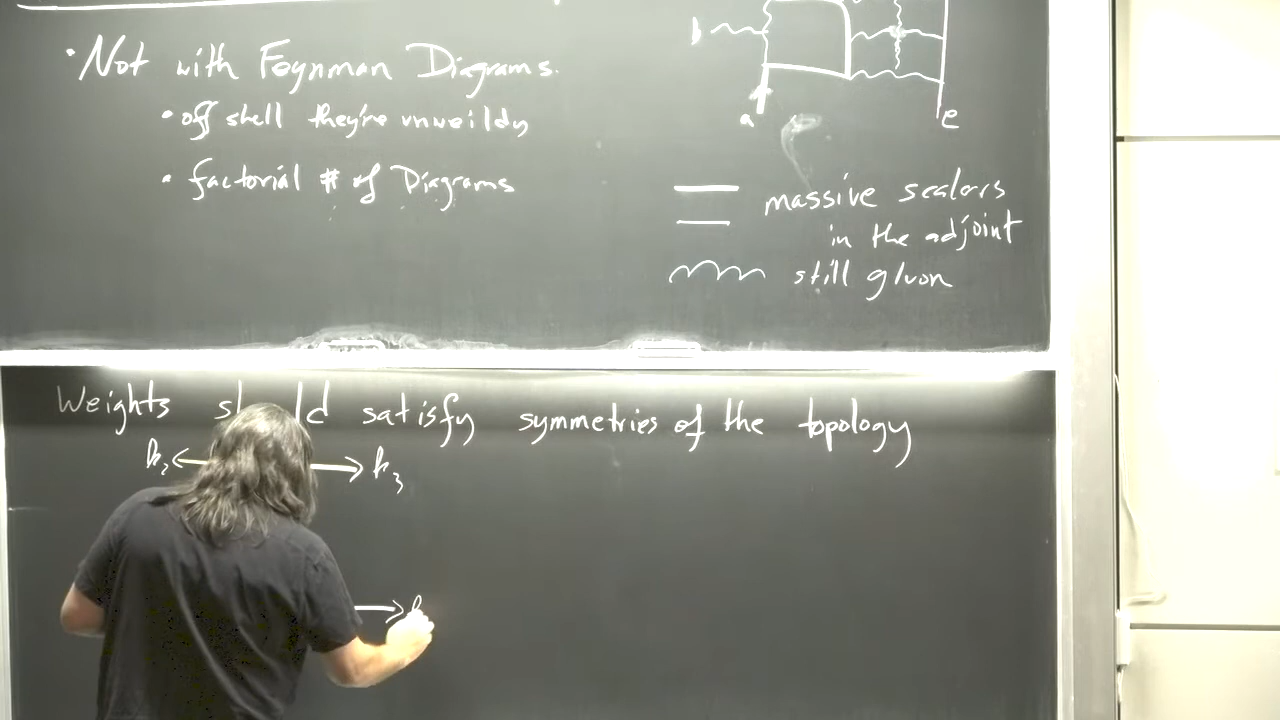 • Not with Feynman Diagrams.
• off shell they're unweildy
• factorial # of Diagrams
b
a
e
massive scalars
in the adjoint
still gluon
Weights should satisfy symmetries of the topology
k₂ ← → k₃
→